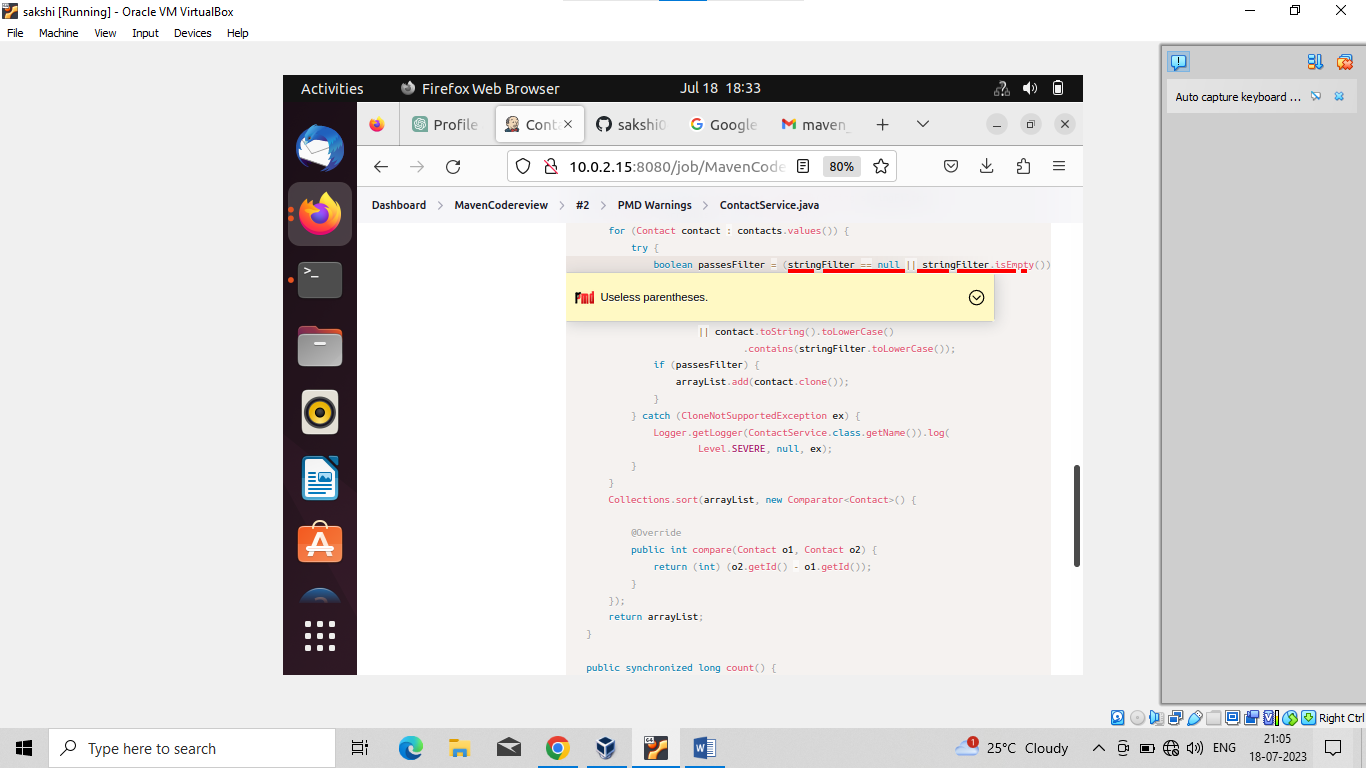 sakshi [Running] - Oracle VM VirtualBox
File Machine View Input Devices Help
Auto capture keyboard ...
Activities Firefox Web Browser Jul 18 18:33
Profile Cont sakshi0 Google maven_
10.0.2.15:8080/job/MavenCode 80%
Dashboard > MavenCodereview > #2 > PMD Warnings > ContactService.java
for (Contact contact : contacts.values()) {
try {
boolean passesFilter = (stringFilter == null || stringFilter.isEmpty())
Useless parentheses.
|| contact.toString().toLowerCase()
.contains(stringFilter.toLowerCase());
if (passesFilter) {
arrayList.add(contact.clone());
}
} catch (CloneNotSupportedException ex) {
Logger.getLogger(ContactService.class.getName()).log(
Level.SEVERE, null, ex);
}
}
Collections.sort(arrayList, new Comparator<Contact>() {
@Override
public int compare(Contact o1, Contact o2) {
return (int) (o2.getId() - o1.getId());
}
});
return arrayList;
}
public synchronized long count() {
Right Ctrl
Type here to search
1 25°C Cloudy ENG 21:05
18-07-2023